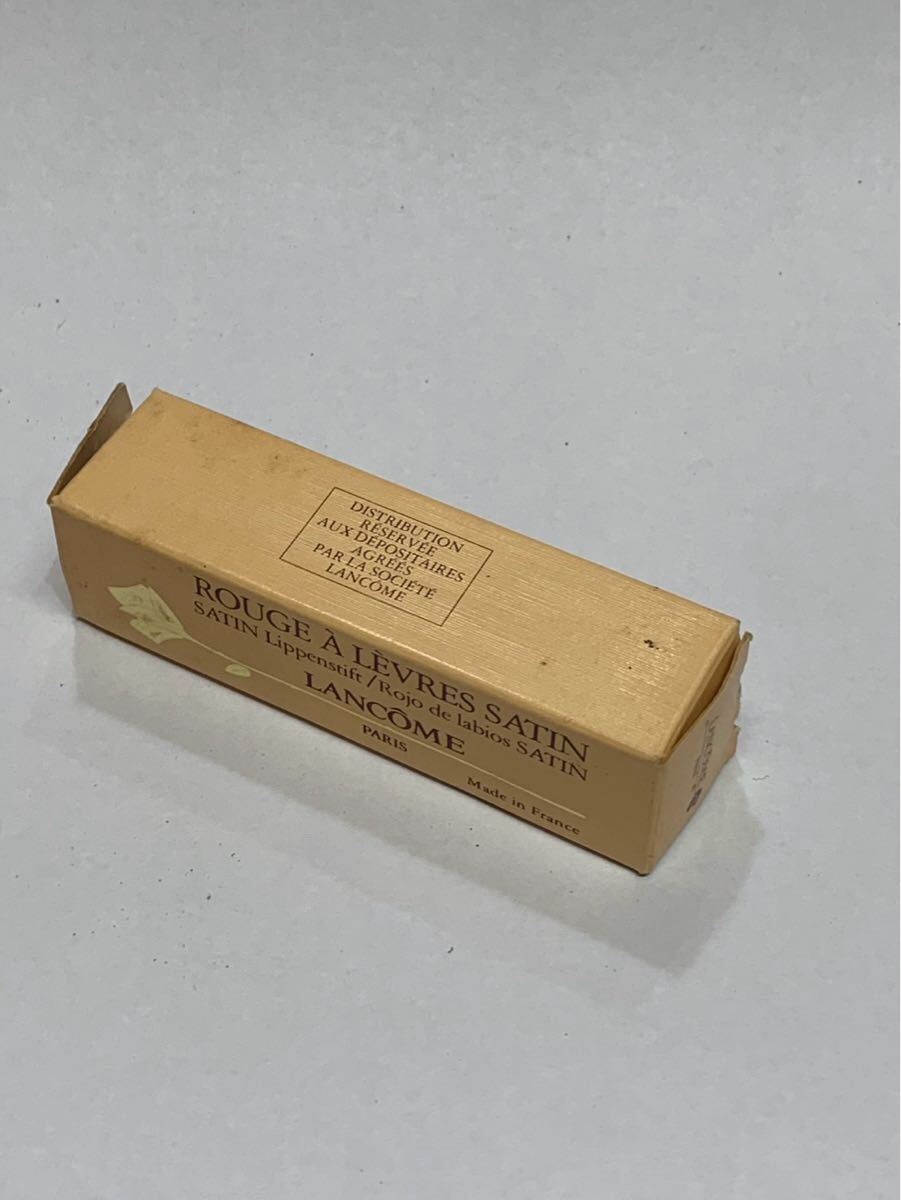 DISTRIBUTION
RÉSERVÉE
AUX DÉPOSITAIRES
AGRÉÉS
PAR LA SOCIÉTÉ
LANCÔME
ROUGE À LÈVRES SATIN
SATIN Lippenstift/Rojo de labios SATIN
LANCÔME
PARIS
Made in France